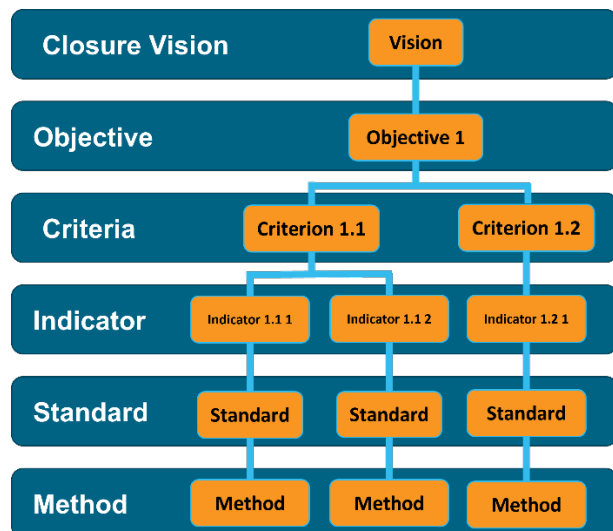 Closure Vision
Vision
Objective
Objective 1
Criteria
Criterion 1.1
Criterion 1.2
Indicator
Indicator 1.1 1
Indicator 1.1 2
Indicator 1.2 1
Standard
Standard
Standard
Standard
Method
Method
Method
Method